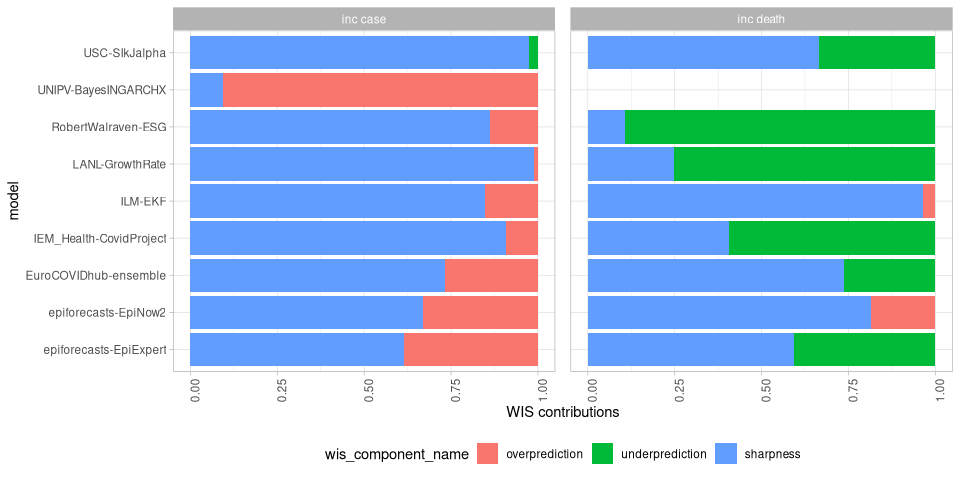 inc case
inc death
USC-SIkJalpha
UNIPV-BayesINGARCHX
RobertWalraven-ESG
LANL-GrowthRate
ILM-EKF
IEM_Health-CovidProject
EuroCOVIDhub-ensemble
epiforecasts-EpiNow2
epiforecasts-EpiExpert
model
0.00 0.25 0.50 0.75 1.00
0.00 0.25 0.50 0.75 1.00
WIS contributions
wis_component_name overprediction underprediction sharpness